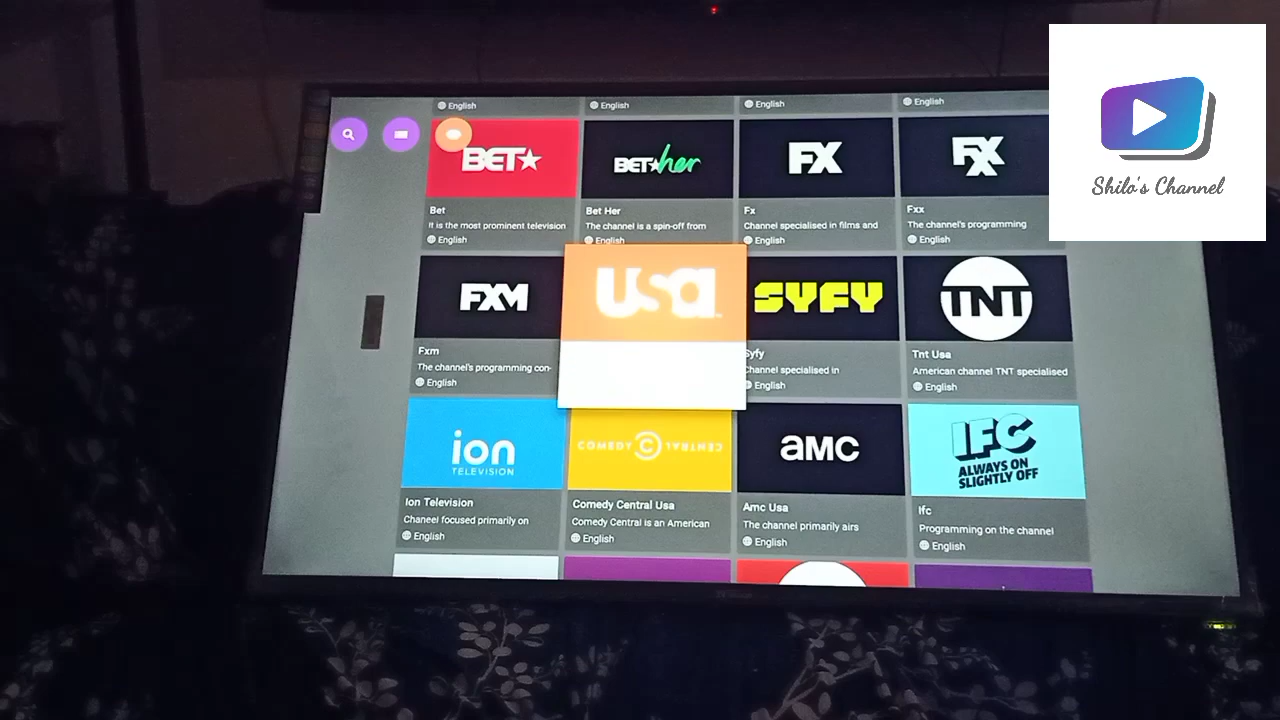 English
English
English
English
BET
BET her
FX
FXX
Bet
Bet Her
Fx
Fxx
It is the most prominent television
The channel is a spin-off from
Channel specialised in films and
The channel's programming
English
English
English
English
Shilo's Channel
FXM
usa
SYFY
TNT
Fxm
Syfy
Tnt Usa
The channel's programming con-
Channel specialised in
American channel TNT specialised
English
English
English
ion
TELEVISION
COMEDY CENTRAL
aMC
IFC
ALWAYS ON
SLIGHTLY OFF
Ion Television
Comedy Central Usa
Amc Usa
Ifc
Chaneel focused primarily on
Comedy Central is an American
The channel primarily airs
Programming on the channel
English
English
English
English